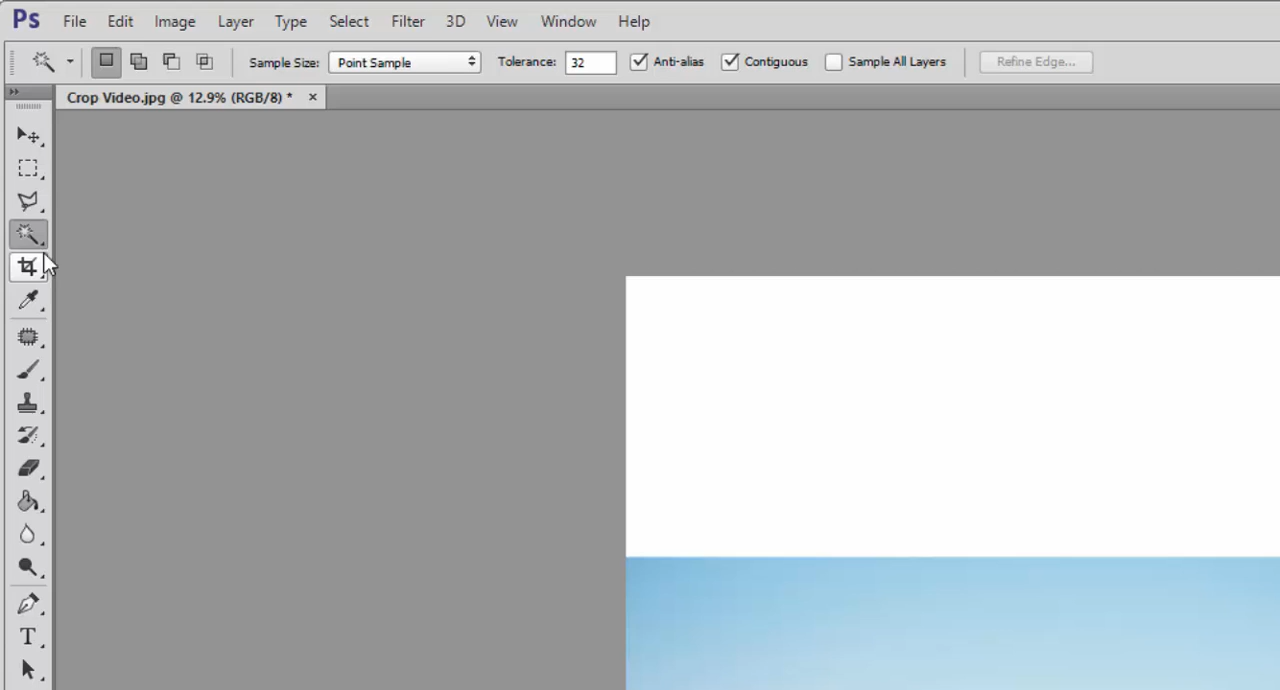 Ps File Edit Image Layer Type Select Filter 3D View Window Help
Sample Size: Point Sample Tolerance: 32 Anti-alias Contiguous Sample All Layers Refine Edge...
Crop Video.jpg @ 12.9% (RGB/8) * ×
T